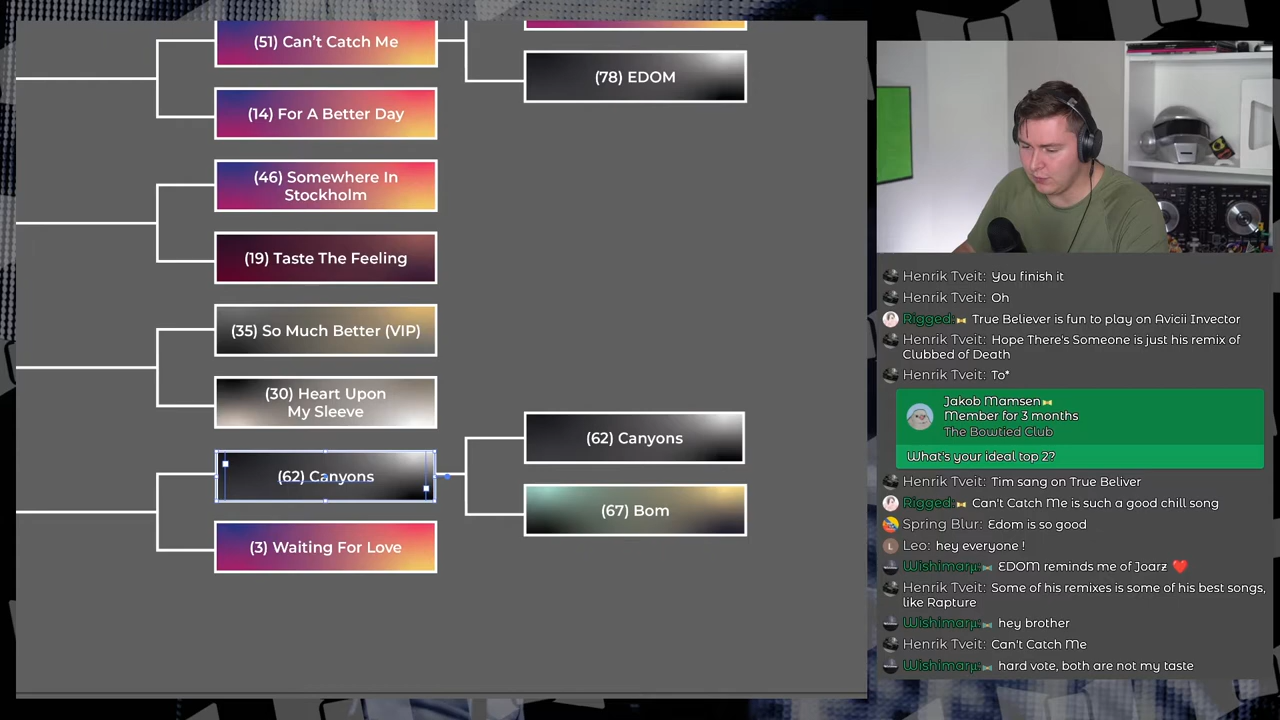 (51) Can't Catch Me
(14) For A Better Day
(46) Somewhere In
Stockholm
(19) Taste The Feeling
(35) So Much Better (VIP)
(30) Heart Upon
My Sleeve
(62) Canyons
(3) Waiting For Love
(78) EDOM
(62) Canyons
(67) Bom
Henrik Tveit: You finish it
Henrik Tveit: Oh
Rigged: True Believer is fun to play on Avicii Invector
Henrik Tveit: Hope There's Someone is just his remix of
Clubbed of Death
Henrik Tveit: To*
Jakob Mamsen
Member for 3 months
The Bowtied Club
What's your ideal top 2?
Henrik Tveit: Tim sang on True Beliver
Rigged: Can't Catch Me is such a good chill song
Spring Blur: Edom is so good
L Leo: hey everyone !
Wishimarµ: EDOM reminds me of Joarz ❤️
Henrik Tveit: Some of his remixes is some of his best songs,
like Rapture
Wishimarµ: hey brother
Henrik Tveit: Can't Catch Me
Wishimarµ: hard vote, both are not my taste